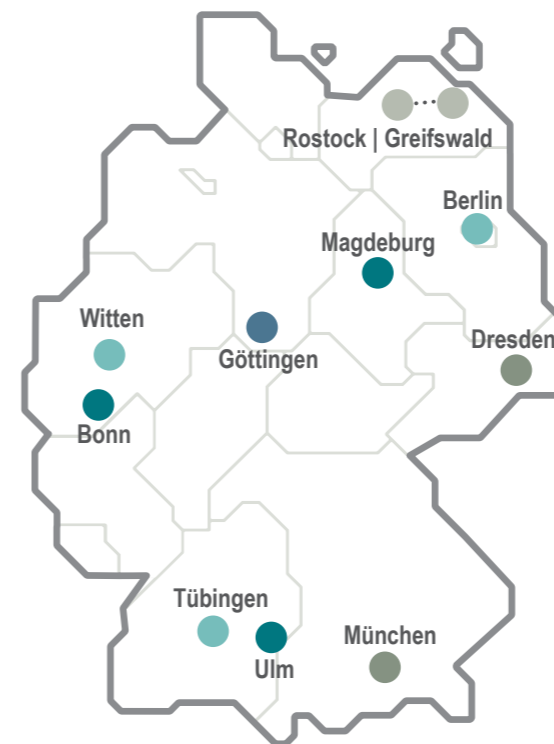 Rostock | Greifswald
Berlin
Magdeburg
Witten
Göttingen
Dresden
Bonn
Tübingen
München
Ulm